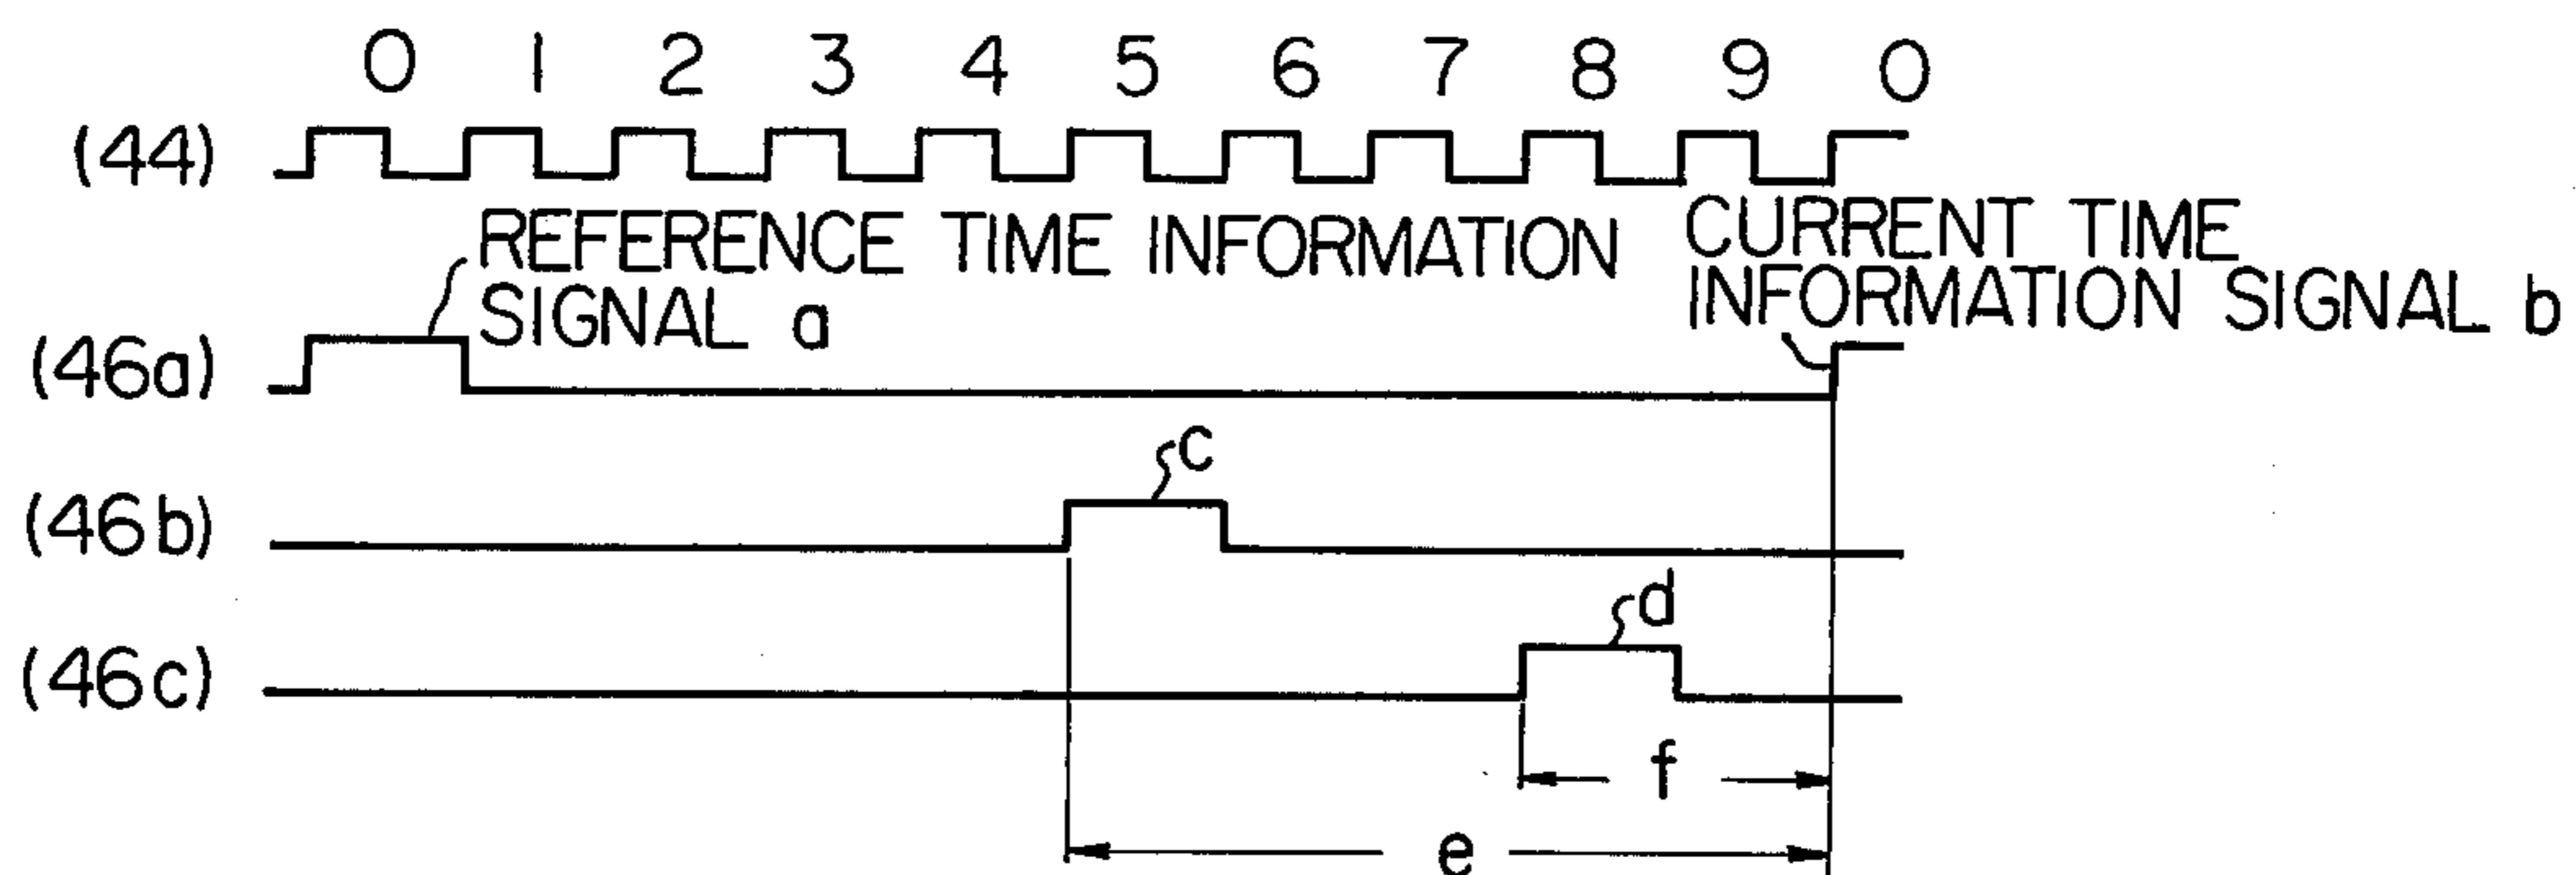 0 1 2 3 4 5 6 7 8 9 0
(44)
REFERENCE TIME INFORMATION
SIGNAL a
CURRENT TIME
INFORMATION SIGNAL b
(46a)
c
(46b)
d
(46c)
f
e